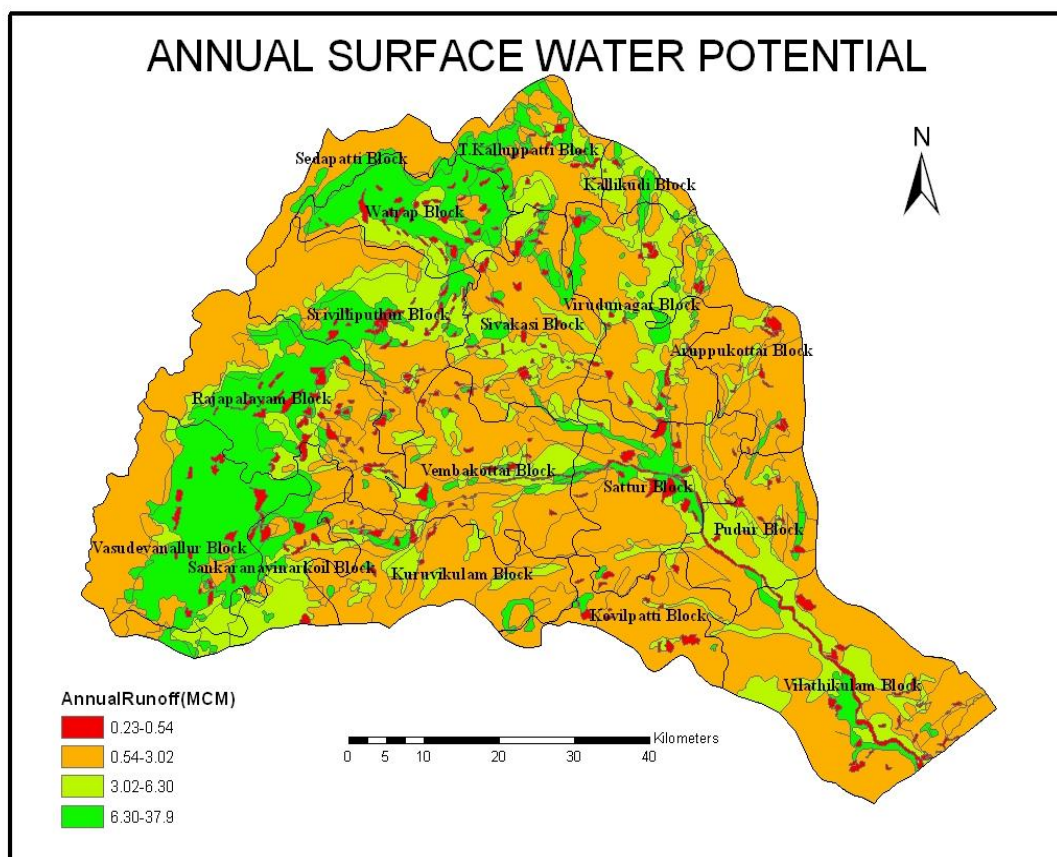 ANNUAL SURFACE WATER POTENTIAL
N
T.Kalluppatti Block
Sedapatti Block
Kallikudi Block
Watrap Block
Virudunagar Block
Srivilliputhur Block
Sivakasi Block
Aruppukottai Block
Rajapalayam Block
Vembakottai Block
Sattur Block
Pudur Block
Vasudevanallur Block
Sankaranayinarkoil Block
Kuruvikulam Block
Kovilpatti Block
Vilathikulam Block
AnnualRunoff(MCM)
0.23-0.54
0.54-3.02
3.02-6.30
6.30-37.9
Kilometers
0 5 10 20 30 40